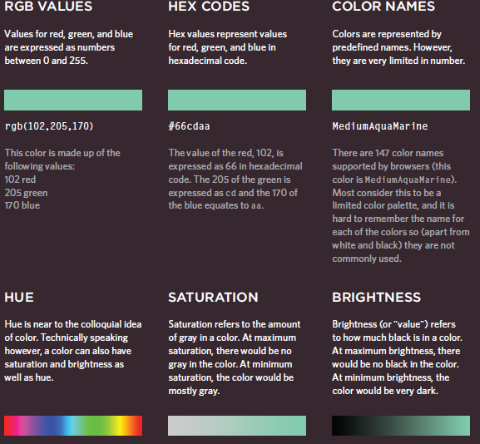 RGB VALUES
Values for red, green, and blue
are expressed as numbers
between 0 and 255.
rgb(102,205,170)
This color is made up of the
following values:
102 red
205 green
170 blue
HEX CODES
Hex values represent values
for red, green, and blue in
hexadecimal code.
#66cdaa
The value of the red, 102, is
expressed as 66 in hexadecimal
code. The 205 of the green is
expressed as cd and the 170 of
the blue equates to aa.
COLOR NAMES
Colors are represented by
predefined names. However,
they are very limited in number.
MediumAquaMarine
There are 147 color names
supported by browsers (this
color is MediumAquaMarine).
Most consider this to be a
limited color palette, and it is
hard to remember the name for
each of the colors so (apart from
white and black) they are not
commonly used.
HUE
Hue is near to the colloquial idea
of color. Technically speaking
however, a color can also have
saturation and brightness as
well as hue.
SATURATION
Saturation refers to the amount
of gray in a color. At maximum
saturation, there would be no
gray in the color. At minimum
saturation, the color would be
mostly gray.
BRIGHTNESS
Brightness (or "value") refers
to how much black is in a color.
At maximum brightness, there
would be no black in the color.
At minimum brightness, the
color would be very dark.